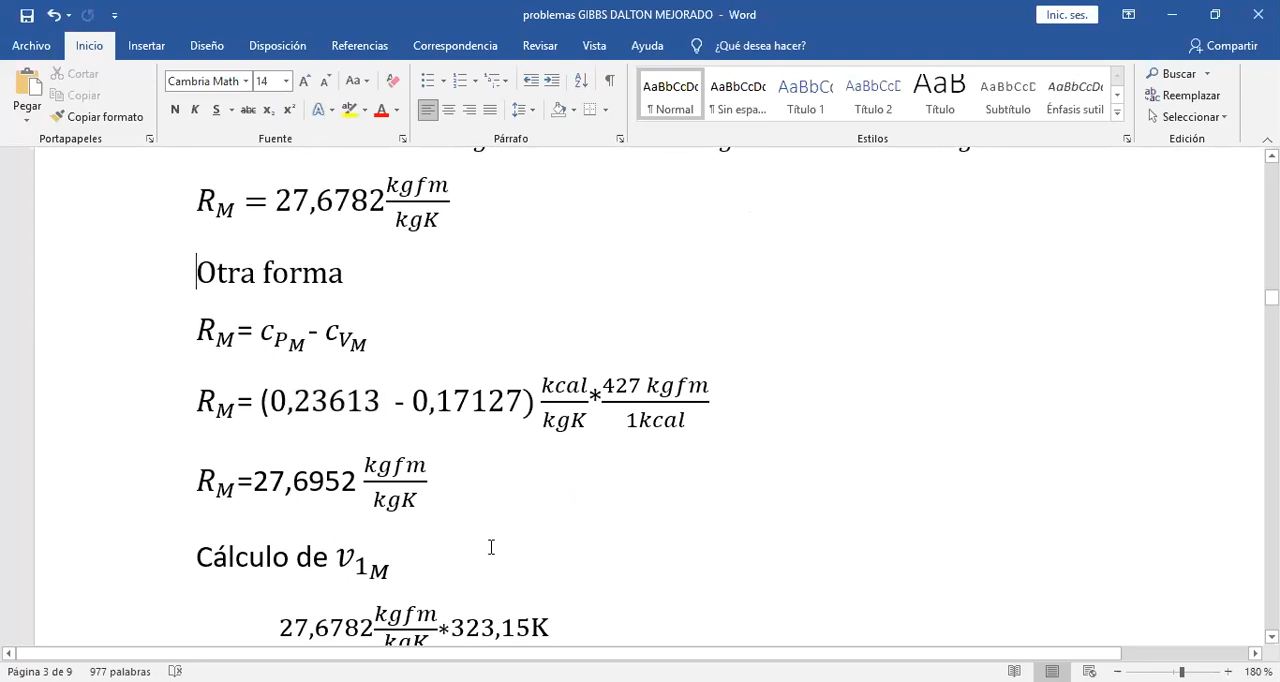 problemas GIBBS DALTON MEJORADO - Word
Inic. ses.
Archivo Inicio Insertar Diseño Disposición Referencias Correspondencia Revisar Vista Ayuda ¿Qué desea hacer? Compartir
Pegar
Cortar
Copiar
Copiar formato
Portapapeles
Cambria Math 14
N K S abc x₂ x²
Fuente
Párrafo
AaBbCcDc AaBbCcDc AaBbCc AaBbCcD AaB AaBbCcD AaBbCcDc
¶ Normal ¶ Sin espa... Título 1 Título 2 Título Subtítulo Énfasis sutil
Estilos
Buscar
Reemplazar
Seleccionar
Edición
R_M = 27,6782 kgfm/kgK
Otra forma
R_M= c_{P_M}- c_{V_M}
R_M= (0,23613 - 0,17127) kcal/kgK*427 kgfm/1kcal
R_M=27,6952 kgfm/kgK
Cálculo de v_{1_M}
27,6782 kgfm/kgK*323,15K
Página 3 de 9 977 palabras
180 %